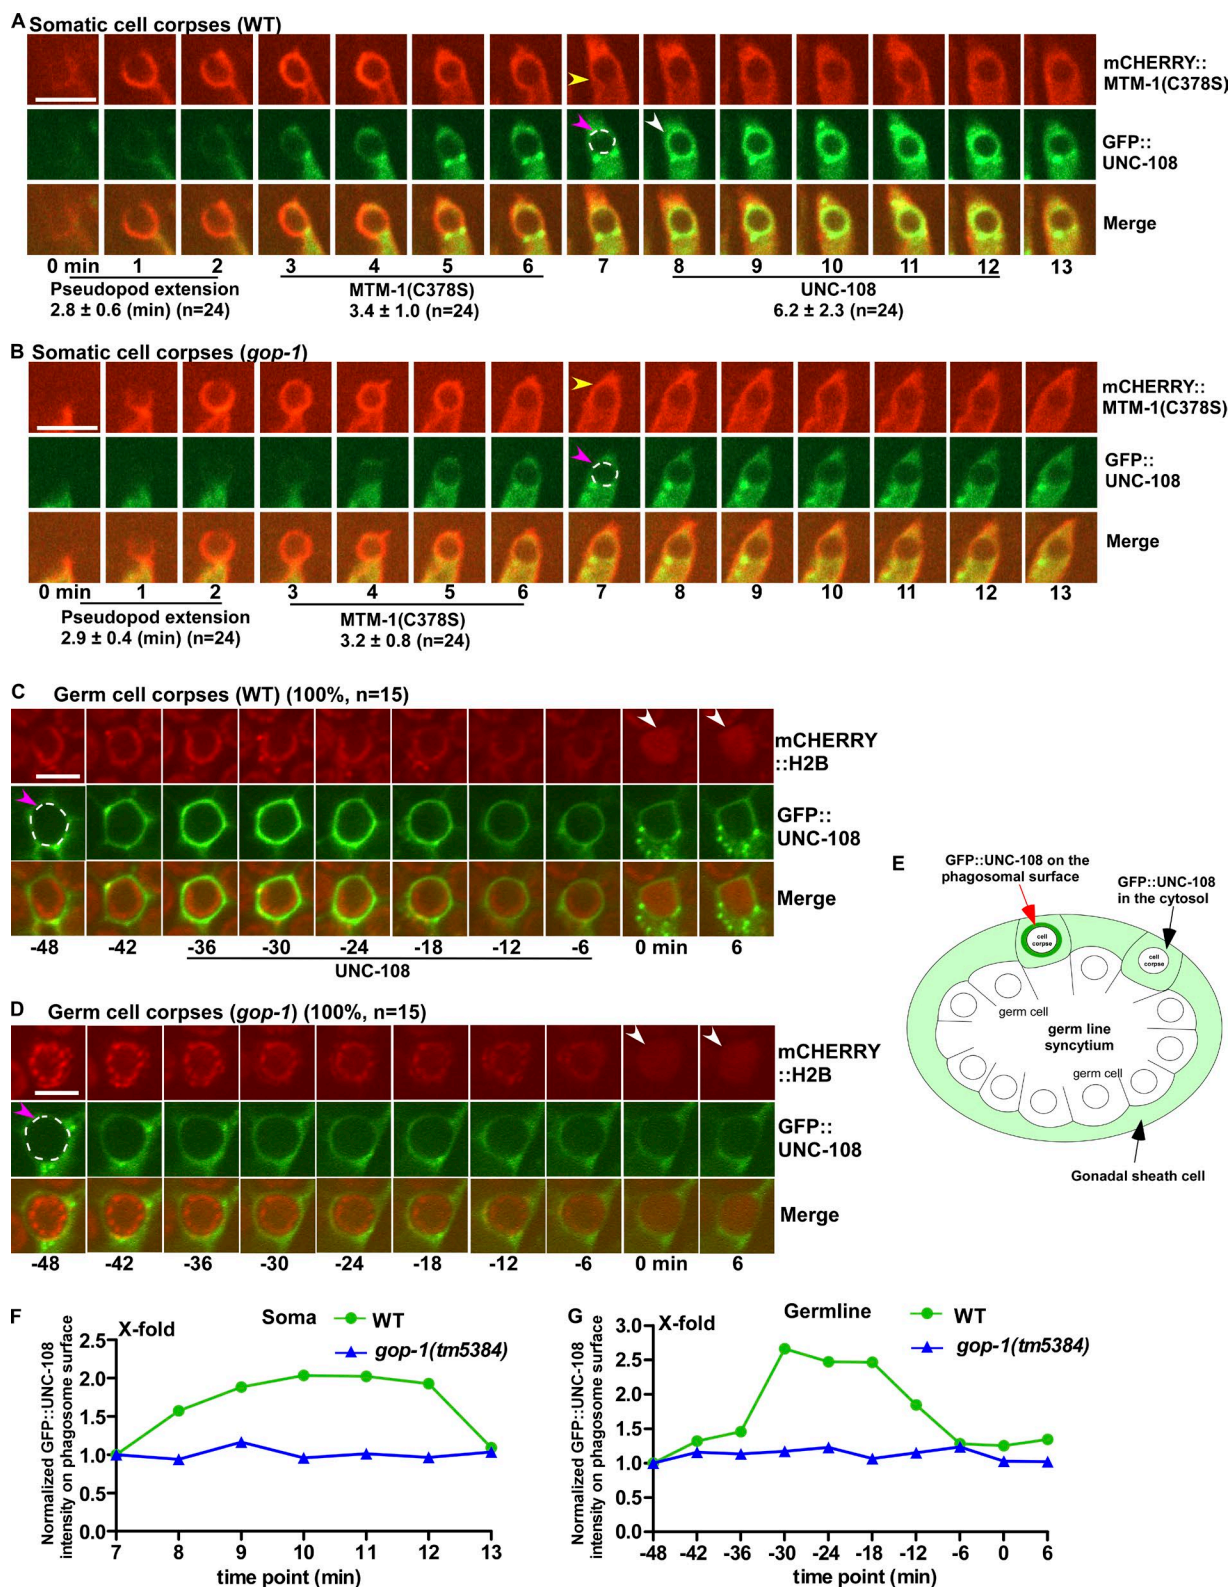 A Somatic cell corpses (WT)
mCHERRY::
MTM-1(C378S)
GFP::
UNC-108
Merge
0 min 1 2 3 4 5 6 7 8 9 10 11 12 13
Pseudopod extension MTM-1(C378S) UNC-108
2.8 ± 0.6 (min) (n=24) 3.4 ± 1.0 (n=24) 6.2 ± 2.3 (n=24)
B Somatic cell corpses (gop-1)
mCHERRY::
MTM-1(C378S)
GFP::
UNC-108
Merge
0 min 1 2 3 4 5 6 7 8 9 10 11 12 13
Pseudopod extension MTM-1(C378S)
2.9 ± 0.4 (min) (n=24) 3.2 ± 0.8 (n=24)
C Germ cell corpses (WT) (100%, n=15)
mCHERRY
::H2B
GFP::
UNC-108
Merge
-48 -42 -36 -30 -24 -18 -12 -6 0 min 6
UNC-108
D Germ cell corpses (gop-1) (100%, n=15)
mCHERRY
::H2B
GFP::
UNC-108
Merge
-48 -42 -36 -30 -24 -18 -12 -6 0 min 6
E
GFP::UNC-108 on the
phagosomal surface
GFP::UNC-108
in the cytosol
cell
corpse
cell
corpse
germ cell
germ line
syncytium
germ cell
Gonadal sheath cell
F
X-fold
Soma
WT
gop-1(tm5384)
Normalized GFP::UNC-108
intensity on phagosome surface
2.5
2.0
1.5
1.0
0.5
0.0
7 8 9 10 11 12 13
time point (min)
G
X-fold
Germline
WT
gop-1(tm5384)
Normalized GFP::UNC-108
intensity on phagosome surface
3.0
2.5
2.0
1.5
1.0
0.5
0.0
-48 -42 -36 -30 -24 -18 -12 -6 0 6
time point (min)